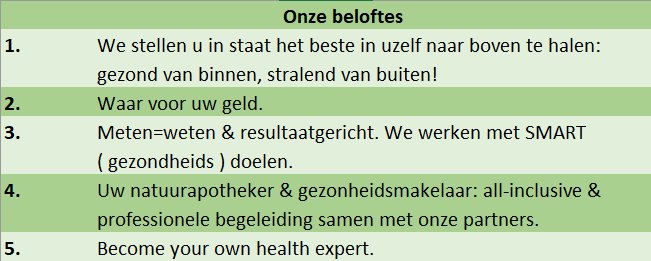 Onze beloftes
1. We stellen u in staat het beste in uzelf naar boven te halen:
gezond van binnen, stralend van buiten!
2. Waar voor uw geld.
3. Meten=weten & resultaatgericht. We werken met SMART
( gezondheids ) doelen.
4. Uw natuurapotheker & gezonheidsmakelaar: all-inclusive &
professionele begeleiding samen met onze partners.
5. Become your own health expert.